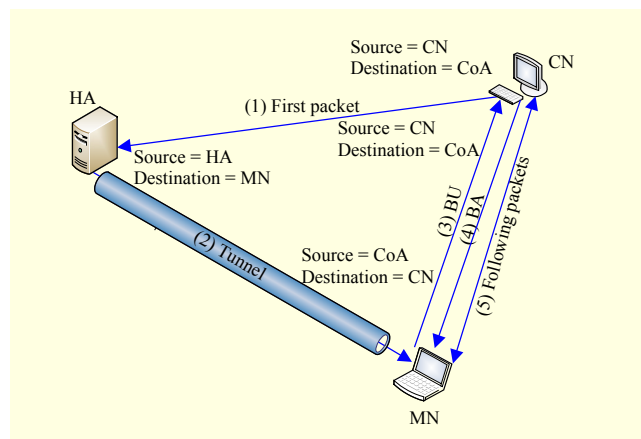 Source = CN
Destination = CoA
CN
HA
(1) First packet
Source = CN
Destination = CoA
Source = HA
Destination = MN
(2) Tunnel
(3) BU
(4) BA
(5) Following packets
Source = CoA
Destination = CN
MN